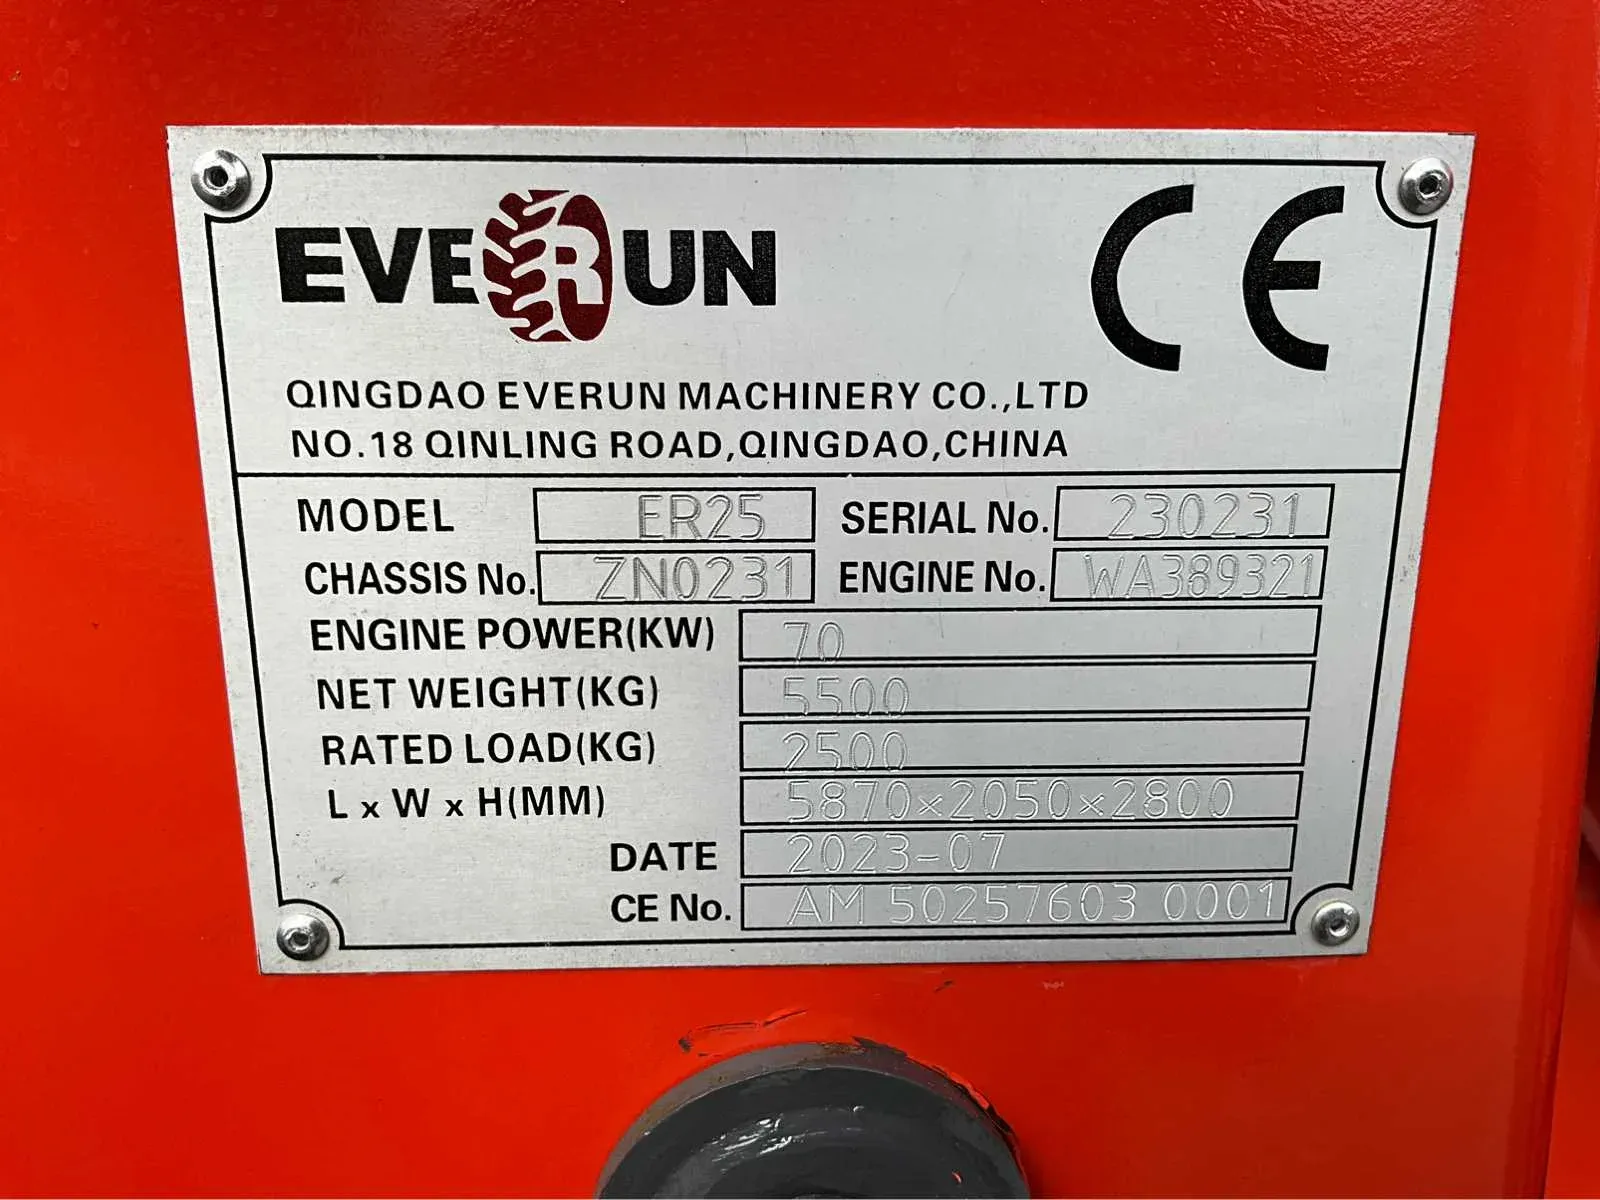 EVERUN CE
QINGDAO EVERUN MACHINERY CO.,LTD
NO.18 QINLING ROAD,QINGDAO,CHINA
MODEL ER25 SERIAL No. 230231
CHASSIS No. ZN0231 ENGINE No. WA389321
ENGINE POWER(KW) 70
NET WEIGHT(KG) 5500
RATED LOAD(KG) 2500
L x W x H(MM) 5870×2050×2800
DATE 2023-07
CE No. AM 50257603 0001